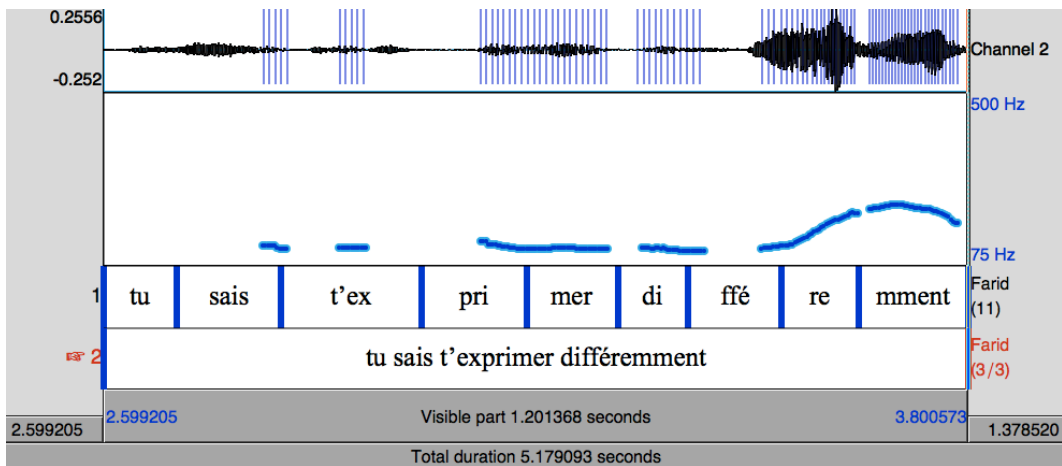 0.2556
-0.252
Channel 2
500 Hz
75 Hz
1 tu sais t'ex pri mer di ffé re mment Farid (11)
☞ 2 tu sais t'exprimer différemment Farid (3/3)
2.599205 Visible part 1.201368 seconds 3.800573
2.599205 1.378520
Total duration 5.179093 seconds